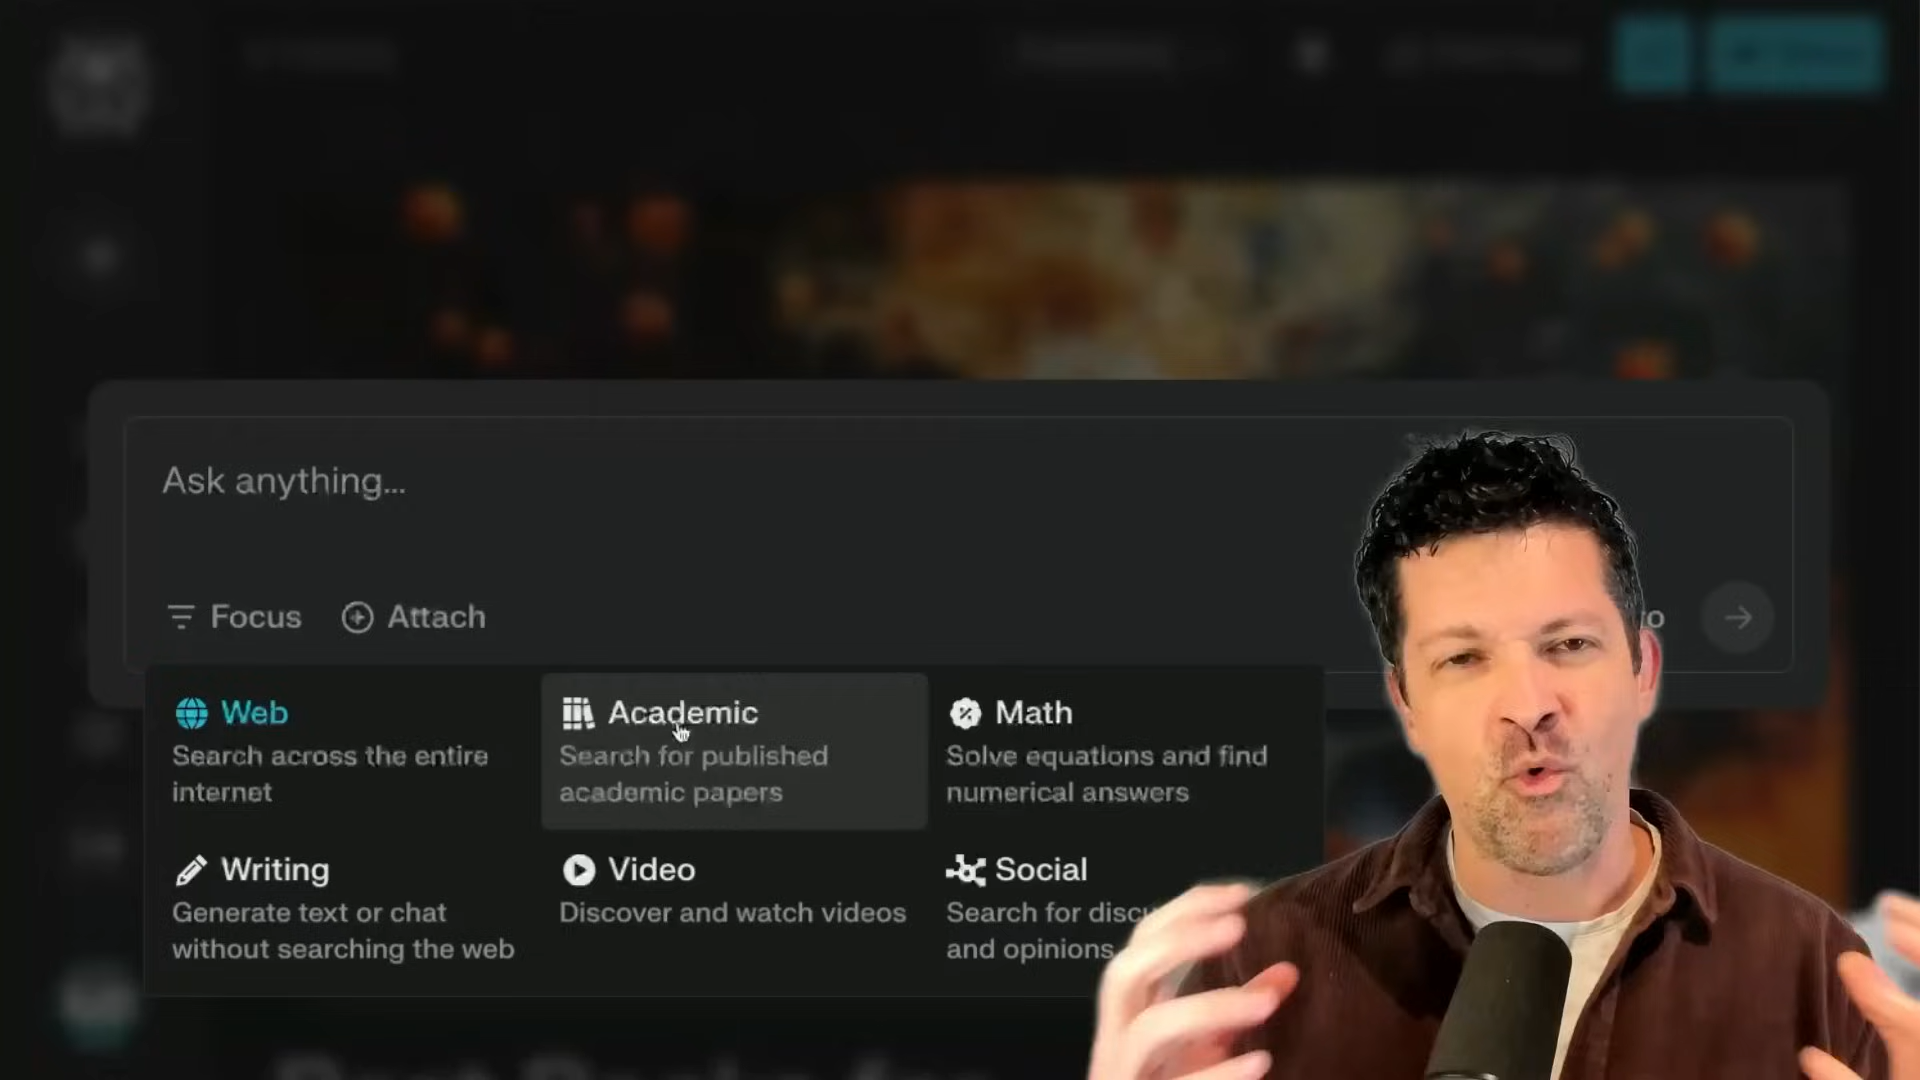 Ask anything...
Focus Attach
Web Academic Math
Search across the entire Search for published Solve equations and find
internet academic papers numerical answers
Writing Video Social
Generate text or chat Discover and watch videos Search for
without searching the web and opinions